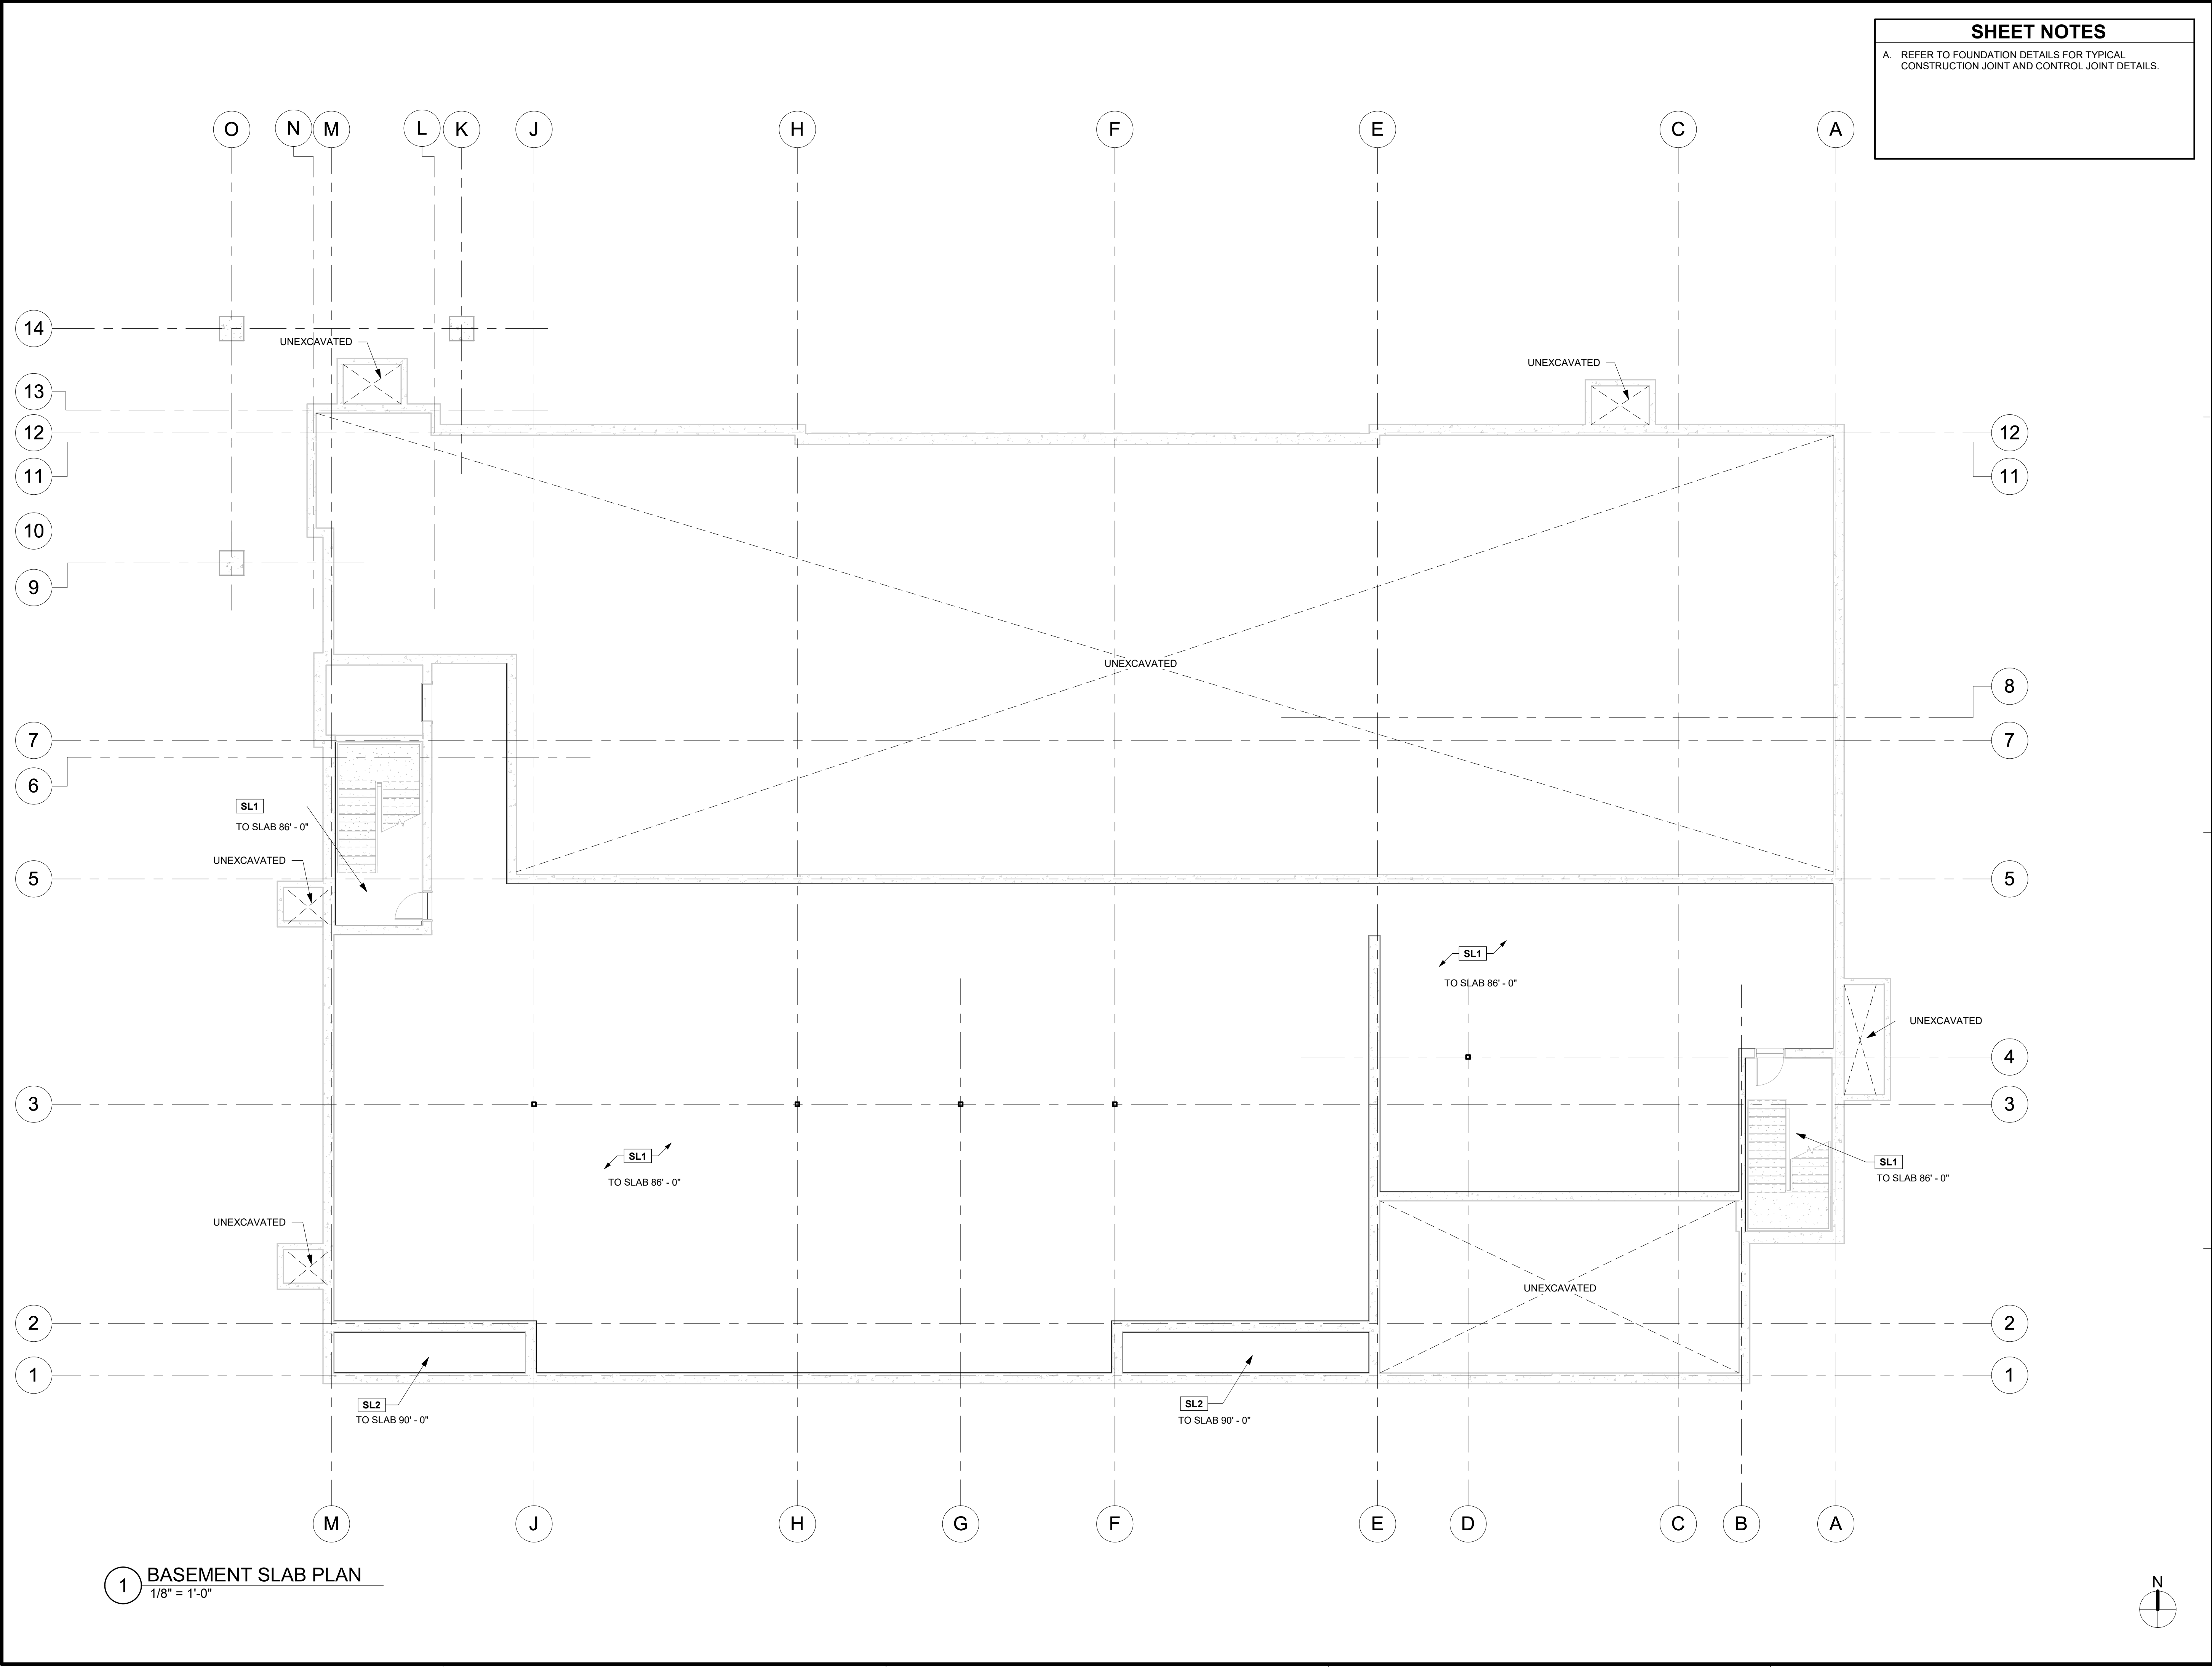 SHEET NOTES
A. REFER TO FOUNDATION DETAILS FOR TYPICAL
CONSTRUCTION JOINT AND CONTROL JOINT DETAILS.
O N M L K J H F E C A
14
UNEXCAVATED
UNEXCAVATED
13
12 12
11 11
10
9
UNEXCAVATED
8
7 7
6
SL1
TO SLAB 86' - 0"
UNEXCAVATED
5 5
SL1
TO SLAB 86' - 0"
UNEXCAVATED
4
3 3
SL1
TO SLAB 86' - 0"
SL1
TO SLAB 86' - 0"
UNEXCAVATED
UNEXCAVATED
2 2
1 1
SL2
TO SLAB 90' - 0"
SL2
TO SLAB 90' - 0"
M J H G F E D C B A
1 BASEMENT SLAB PLAN
1/8" = 1'-0"
N